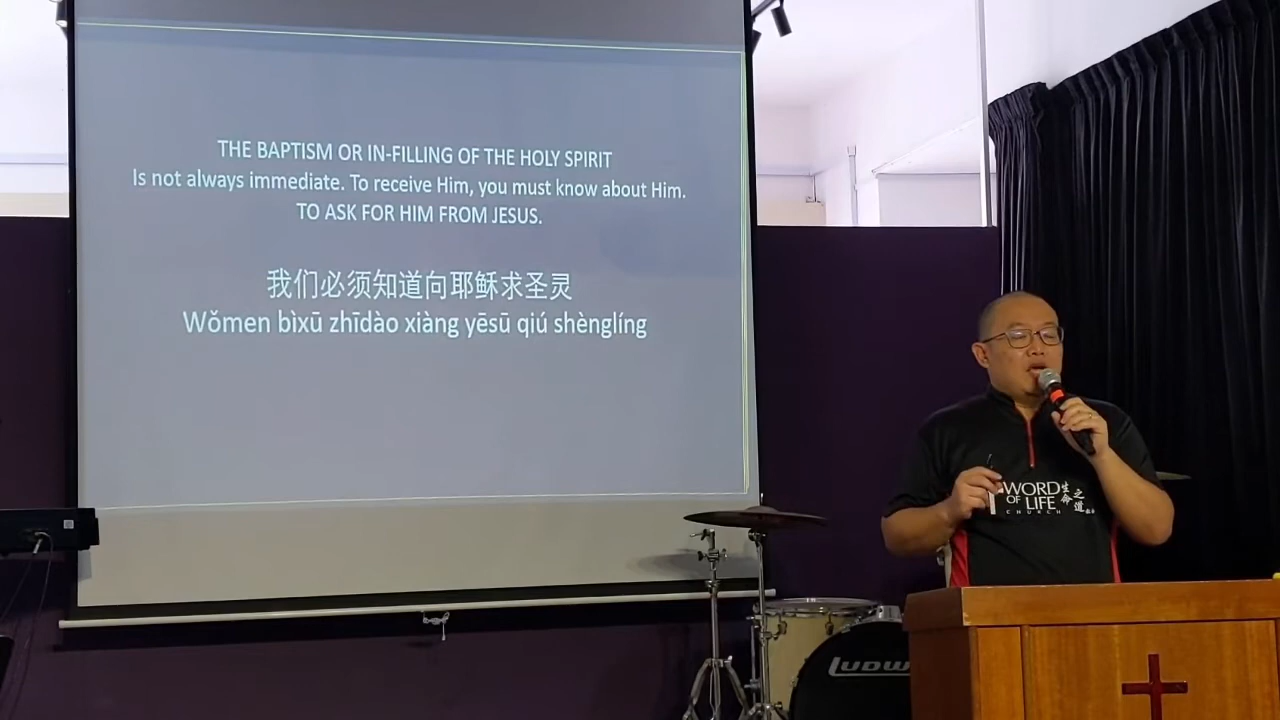 THE BAPTISM OR IN-FILLING OF THE HOLY SPIRIT
Is not always immediate. To receive Him, you must know about Him.
TO ASK FOR HIM FROM JESUS.
我们必须知道向耶稣求圣灵
Wǒmen bìxū zhīdào xiàng yēsū qiú shènglíng
WORD
OF LIFE
CHURCH
生命之道
LUDW